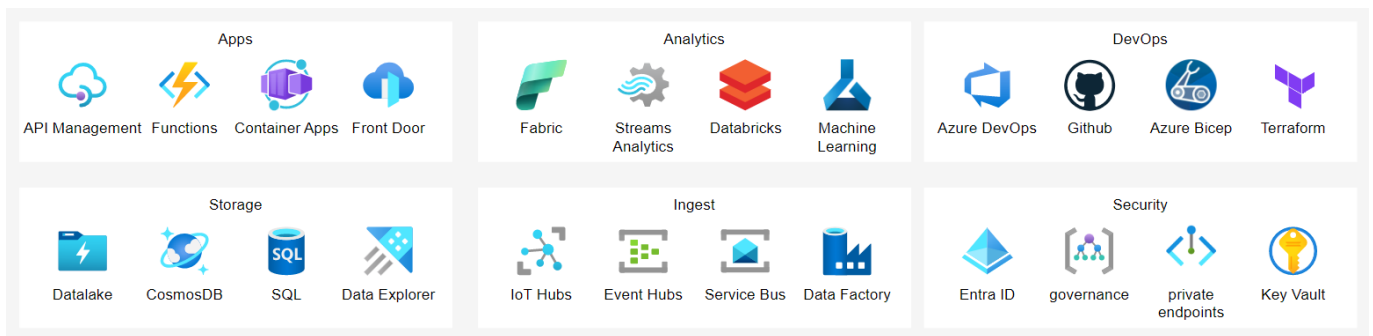 Apps
API Management
Functions
Container Apps
Front Door
Analytics
Fabric
Streams
Analytics
Databricks
Machine
Learning
DevOps
Azure DevOps
Github
Azure Bicep
Terraform
Storage
Datalake
CosmosDB
SQL
SQL
Data Explorer
Ingest
IoT Hubs
Event Hubs
Service Bus
Data Factory
Security
Entra ID
governance
private
endpoints
Key Vault